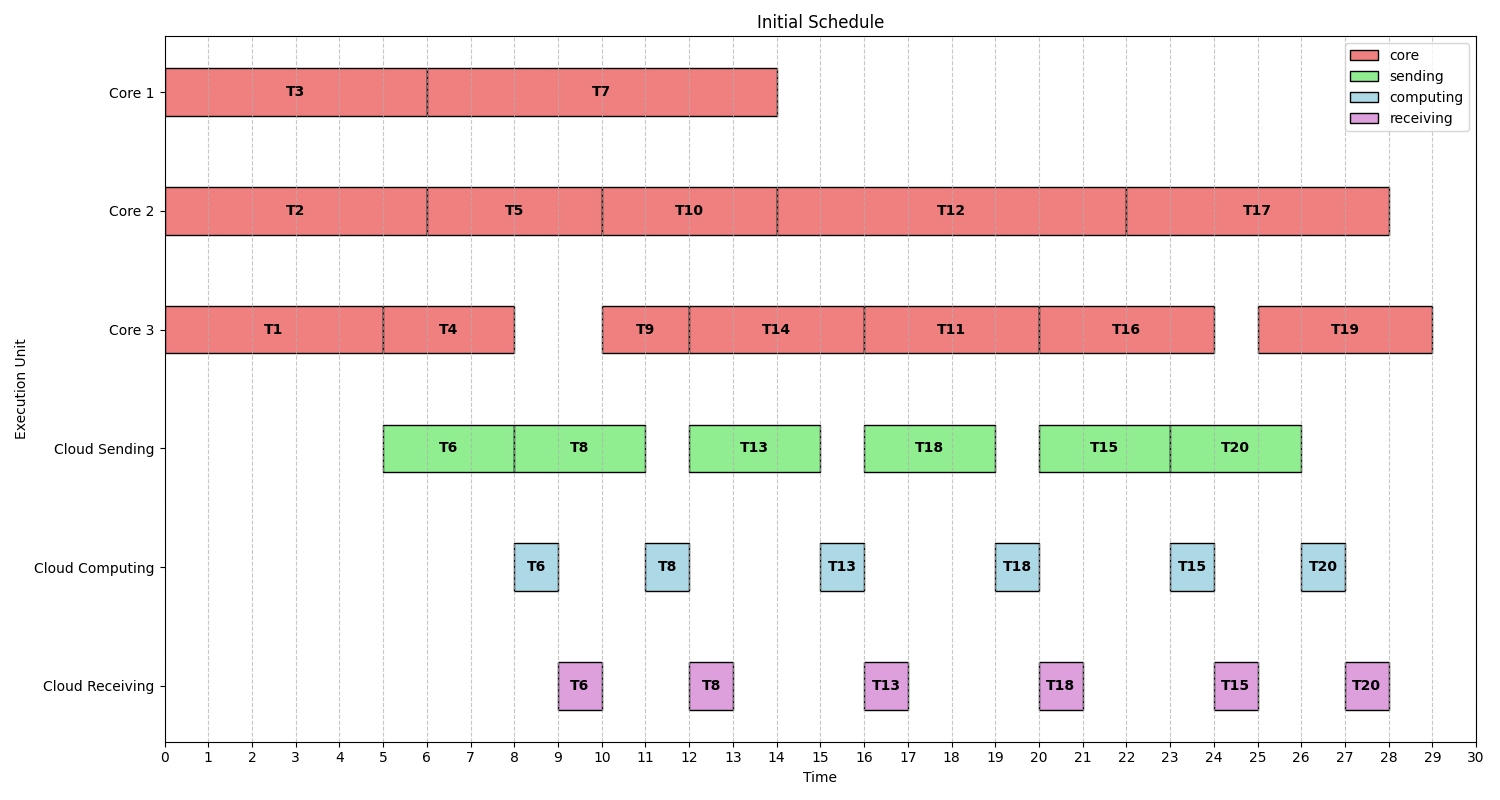 Initial Schedule
core
sending
computing
receiving
Core 1
T3
T7
Core 2
T2
T5
T10
T12
T17
Core 3
T1
T4
T9
T14
T11
T16
T19
Cloud Sending
T6
T8
T13
T18
T15
T20
Cloud Computing
T6
T8
T13
T18
T15
T20
Cloud Receiving
T6
T8
T13
T18
T15
T20
Execution Unit
0 1 2 3 4 5 6 7 8 9 10 11 12 13 14 15 16 17 18 19 20 21 22 23 24 25 26 27 28 29 30
Time